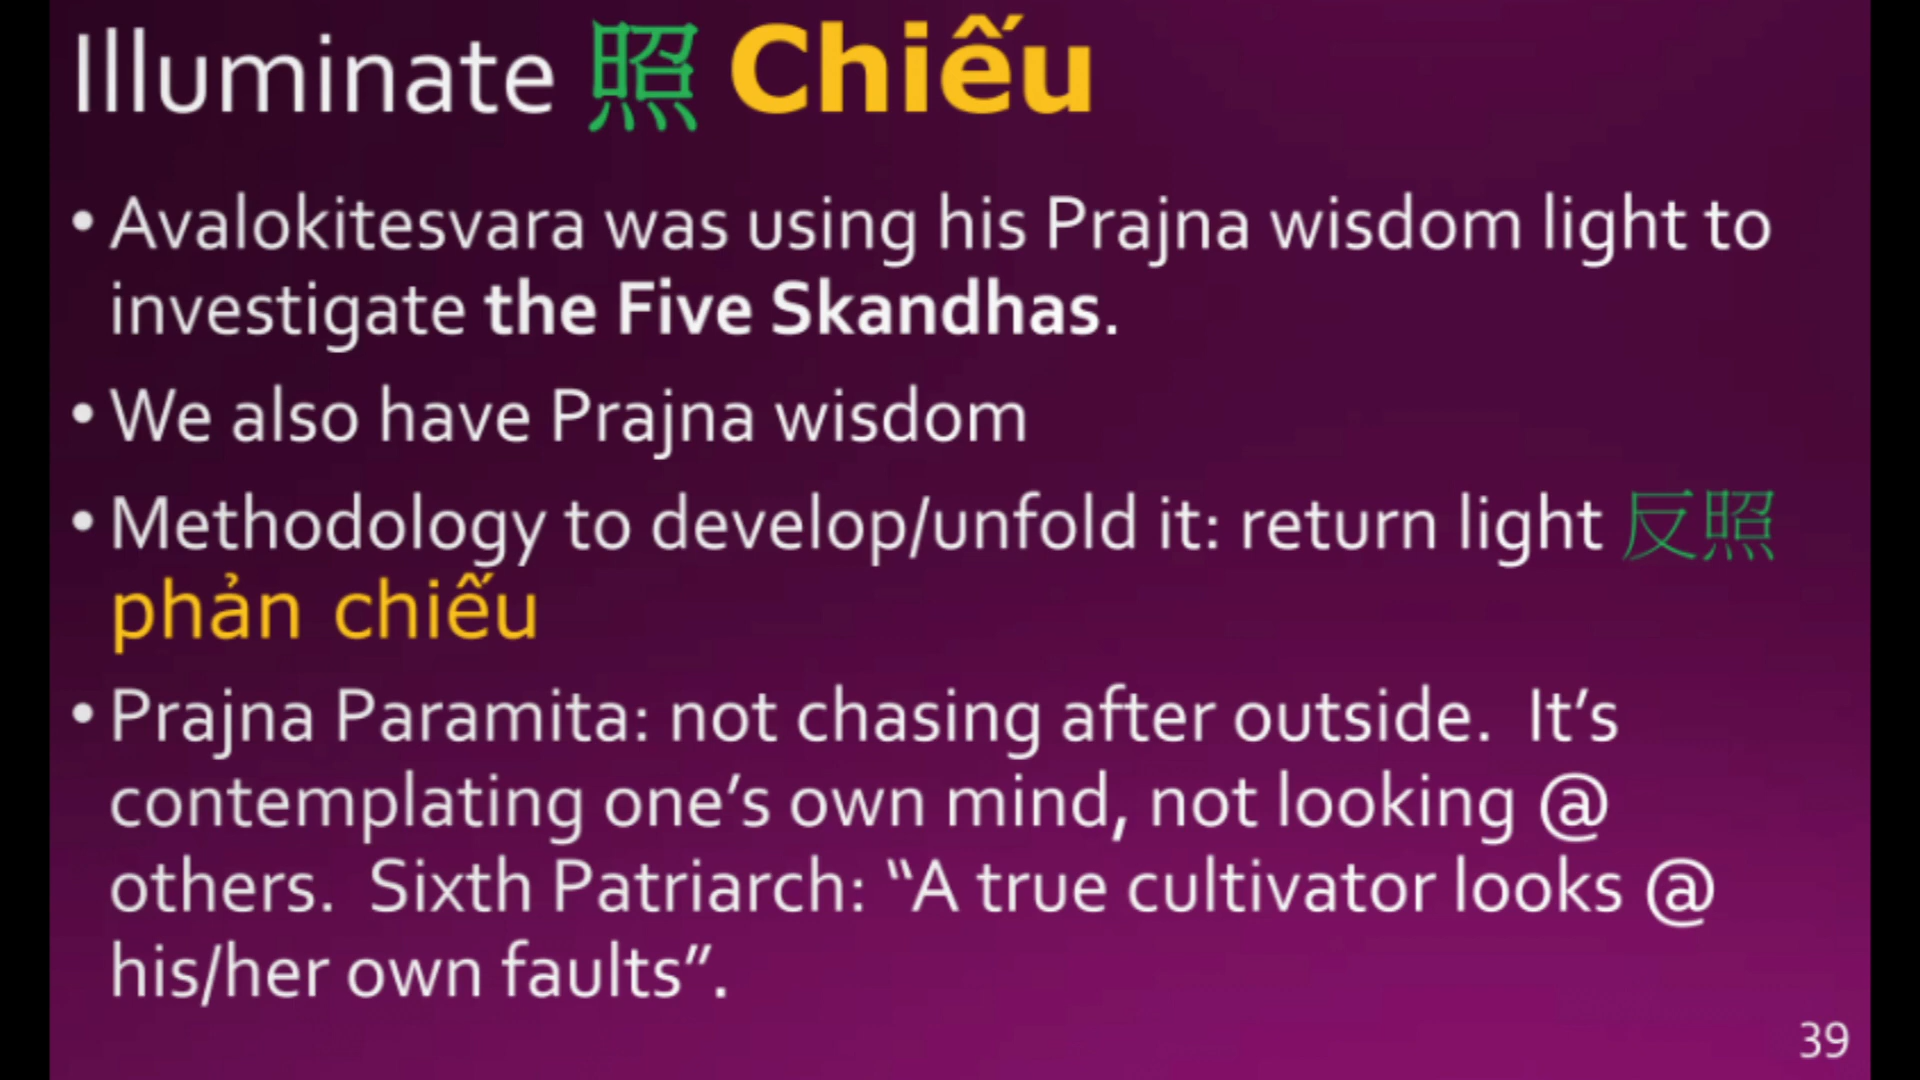 Illuminate 照 Chiếu
• Avalokitesvara was using his Prajna wisdom light to
investigate the Five Skandhas.
• We also have Prajna wisdom
• Methodology to develop/unfold it: return light 反照
phản chiếu
• Prajna Paramita: not chasing after outside.  It’s
contemplating one’s own mind, not looking @
others.  Sixth Patriarch: “A true cultivator looks @
his/her own faults”.
39